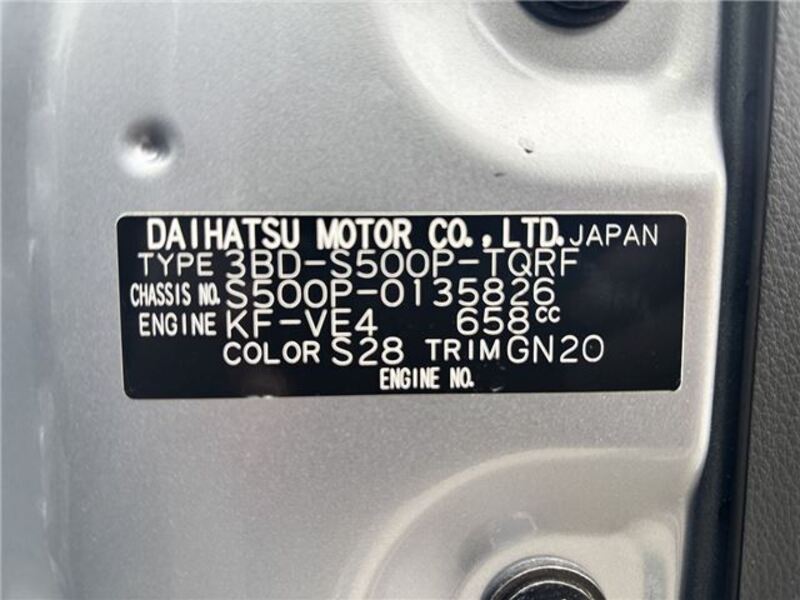 DAIHATSU MOTOR CO., LTD. JAPAN
TYPE 3BD-S500P-TQRF
CHASSIS NO. S500P-0135826
ENGINE KF-VE4 658cc
COLOR S28 TRIM GN20
ENGINE NO.